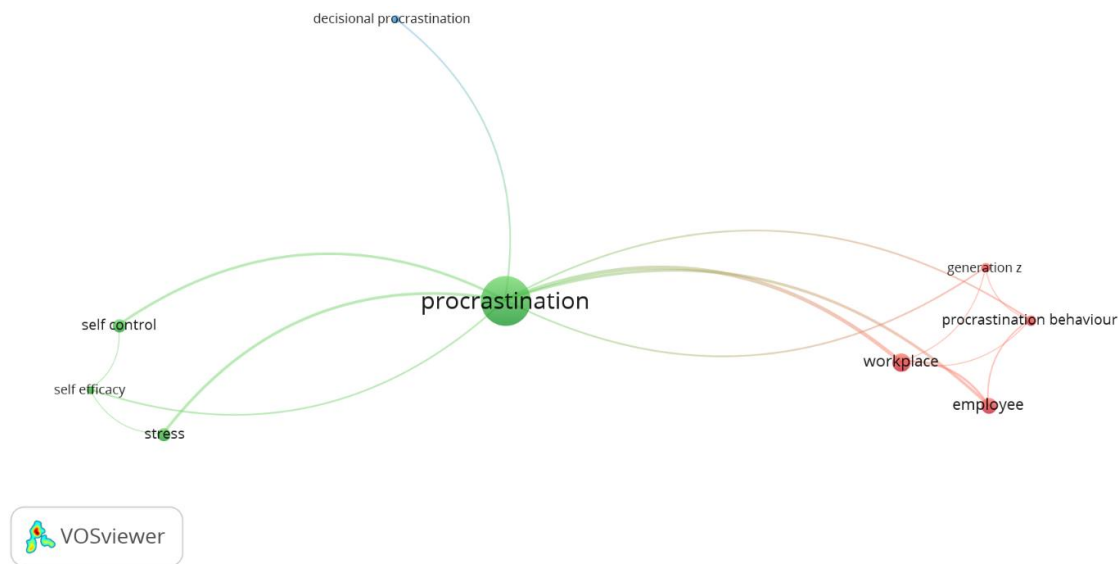 decisional procrastination
procrastination
generation z
self control
procrastination behaviour
workplace
self efficacy
employee
stress
VOSviewer